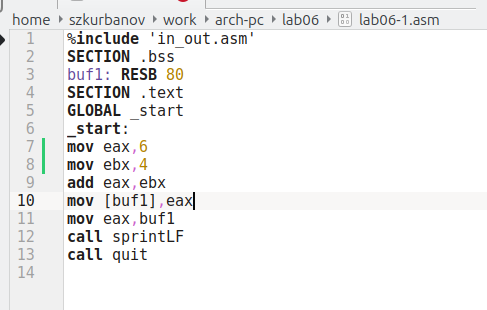 home › szkurbanov › work › arch-pc › lab06 › lab06-1.asm
1 %include 'in_out.asm'
2 SECTION .bss
3 buf1: RESB 80
4 SECTION .text
5 GLOBAL _start
6 _start:
7 mov eax,6
8 mov ebx,4
9 add eax,ebx
10 mov [buf1],eax
11 mov eax,buf1
12 call sprintLF
13 call quit
14